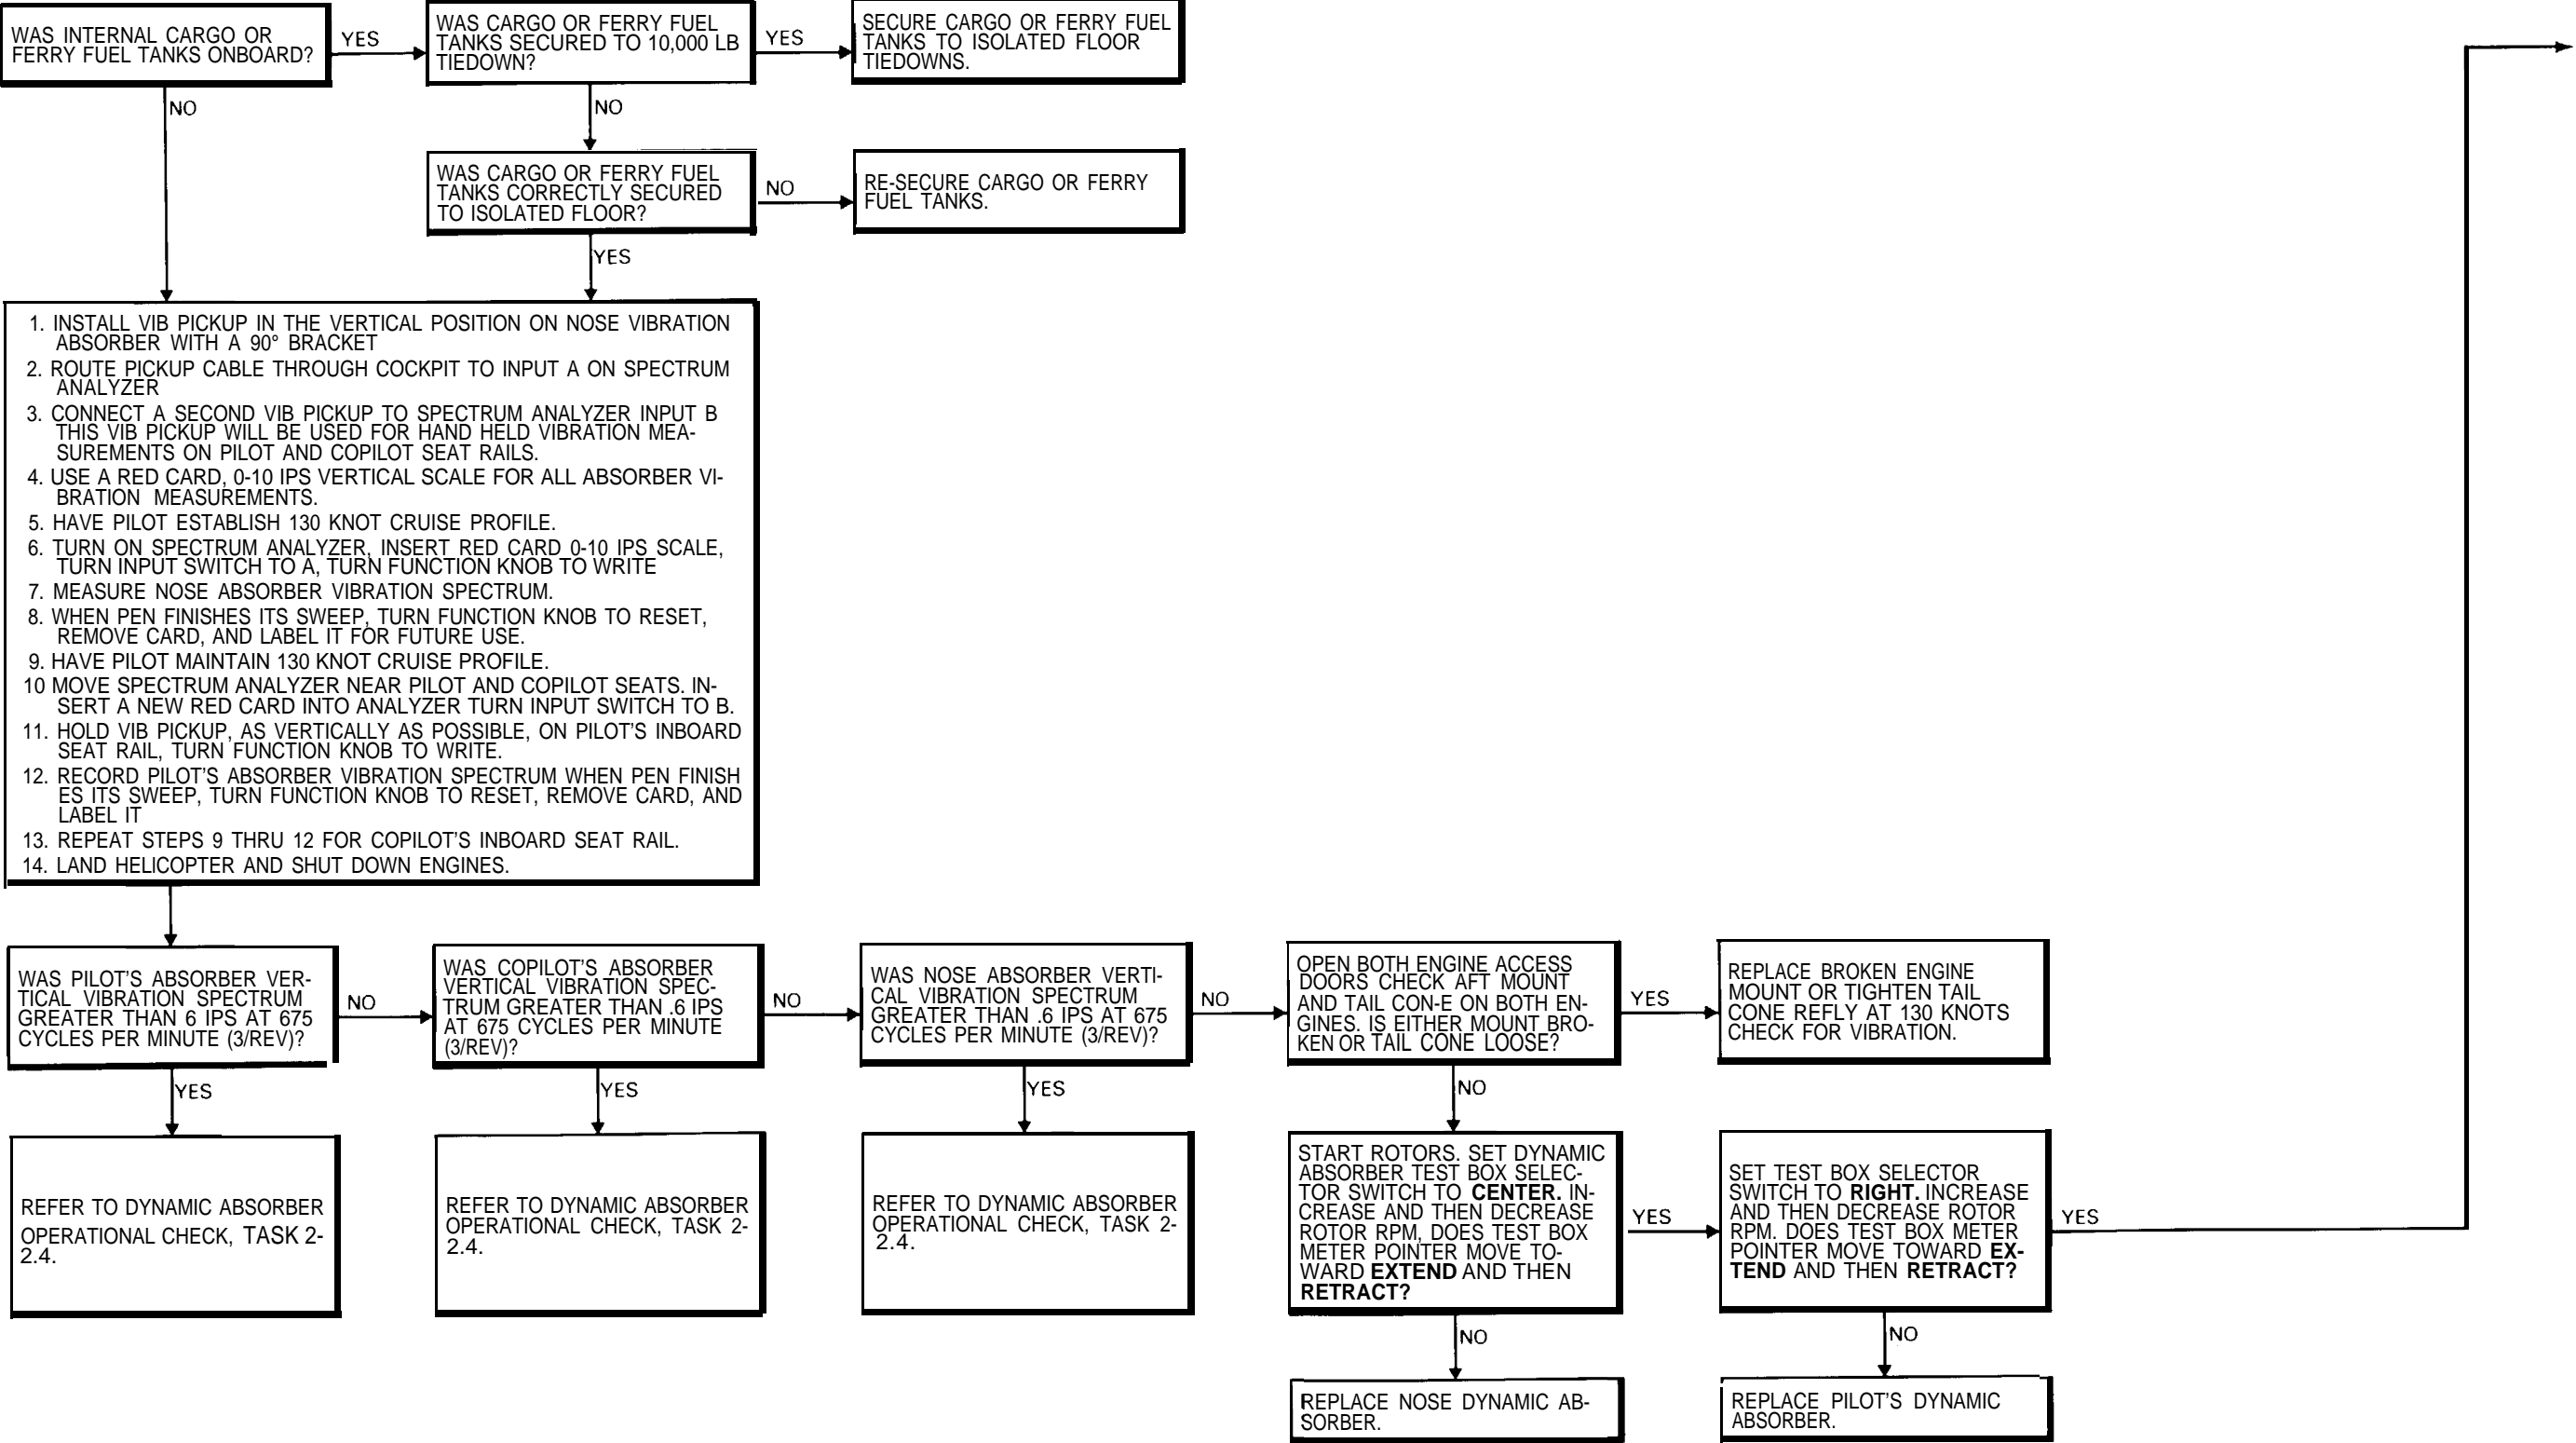 WAS INTERNAL CARGO OR
FERRY FUEL TANKS ONBOARD?
YES
WAS CARGO OR FERRY FUEL
TANKS SECURED TO 10,000 LB
TIEDOWN?
YES
SECURE CARGO OR FERRY FUEL
TANKS TO ISOLATED FLOOR
TIEDOWNS.
NO
NO
WAS CARGO OR FERRY FUEL
TANKS CORRECTLY SECURED
TO ISOLATED FLOOR?
NO
RE-SECURE CARGO OR FERRY
FUEL TANKS.
YES
1. INSTALL VIB PICKUP IN THE VERTICAL POSITION ON NOSE VIBRATION
ABSORBER WITH A 90° BRACKET
2. ROUTE PICKUP CABLE THROUGH COCKPIT TO INPUT A ON SPECTRUM
ANALYZER
3. CONNECT A SECOND VIB PICKUP TO SPECTRUM ANALYZER INPUT B
THIS VIB PICKUP WILL BE USED FOR HAND HELD VIBRATION MEA-
SUREMENTS ON PILOT AND COPILOT SEAT RAILS.
4. USE A RED CARD, 0-10 IPS VERTICAL SCALE FOR ALL ABSORBER VI-
BRATION MEASUREMENTS.
5. HAVE PILOT ESTABLISH 130 KNOT CRUISE PROFILE.
6. TURN ON SPECTRUM ANALYZER, INSERT RED CARD 0-10 IPS SCALE,
TURN INPUT SWITCH TO A, TURN FUNCTION KNOB TO WRITE
7. MEASURE NOSE ABSORBER VIBRATION SPECTRUM.
8. WHEN PEN FINISHES ITS SWEEP, TURN FUNCTION KNOB TO RESET,
REMOVE CARD, AND LABEL IT FOR FUTURE USE.
9. HAVE PILOT MAINTAIN 130 KNOT CRUISE PROFILE.
10 MOVE SPECTRUM ANALYZER NEAR PILOT AND COPILOT SEATS. IN-
SERT A NEW RED CARD INTO ANALYZER TURN INPUT SWITCH TO B.
11. HOLD VIB PICKUP, AS VERTICALLY AS POSSIBLE, ON PILOT'S INBOARD
SEAT RAIL, TURN FUNCTION KNOB TO WRITE.
12. RECORD PILOT'S ABSORBER VIBRATION SPECTRUM WHEN PEN FINISH
ES ITS SWEEP, TURN FUNCTION KNOB TO RESET, REMOVE CARD, AND
LABEL IT
13. REPEAT STEPS 9 THRU 12 FOR COPILOT'S INBOARD SEAT RAIL.
14. LAND HELICOPTER AND SHUT DOWN ENGINES.
WAS PILOT'S ABSORBER VER-
TICAL VIBRATION SPECTRUM
GREATER THAN 6 IPS AT 675
CYCLES PER MINUTE (3/REV)?
NO
WAS COPILOT'S ABSORBER
VERTICAL VIBRATION SPEC-
TRUM GREATER THAN .6 IPS
AT 675 CYCLES PER MINUTE
(3/REV)?
NO
WAS NOSE ABSORBER VERTI-
CAL VIBRATION SPECTRUM
GREATER THAN .6 IPS AT 675
CYCLES PER MINUTE (3/REV)?
NO
OPEN BOTH ENGINE ACCESS
DOORS CHECK AFT MOUNT
AND TAIL CON-E ON BOTH EN-
GINES. IS EITHER MOUNT BRO-
KEN OR TAIL CONE LOOSE?
YES
REPLACE BROKEN ENGINE
MOUNT OR TIGHTEN TAIL
CONE REFLY AT 130 KNOTS
CHECK FOR VIBRATION.
YES
YES
YES
NO
REFER TO DYNAMIC ABSORBER
OPERATIONAL CHECK, TASK 2-
2.4.
REFER TO DYNAMIC ABSORBER
OPERATIONAL CHECK, TASK 2-
2.4.
REFER TO DYNAMIC ABSORBER
OPERATIONAL CHECK, TASK 2-
2.4.
START ROTORS. SET DYNAMIC
ABSORBER TEST BOX SELEC-
TOR SWITCH TO CENTER. IN-
CREASE AND THEN DECREASE
ROTOR RPM, DOES TEST BOX
METER POINTER MOVE TO-
WARD EXTEND AND THEN
RETRACT?
YES
SET TEST BOX SELECTOR
SWITCH TO RIGHT. INCREASE
AND THEN DECREASE ROTOR
RPM. DOES TEST BOX METER
POINTER MOVE TOWARD EX-
TEND AND THEN RETRACT?
YES
NO
NO
REPLACE NOSE DYNAMIC AB-
SORBER.
REPLACE PILOT'S DYNAMIC
ABSORBER.